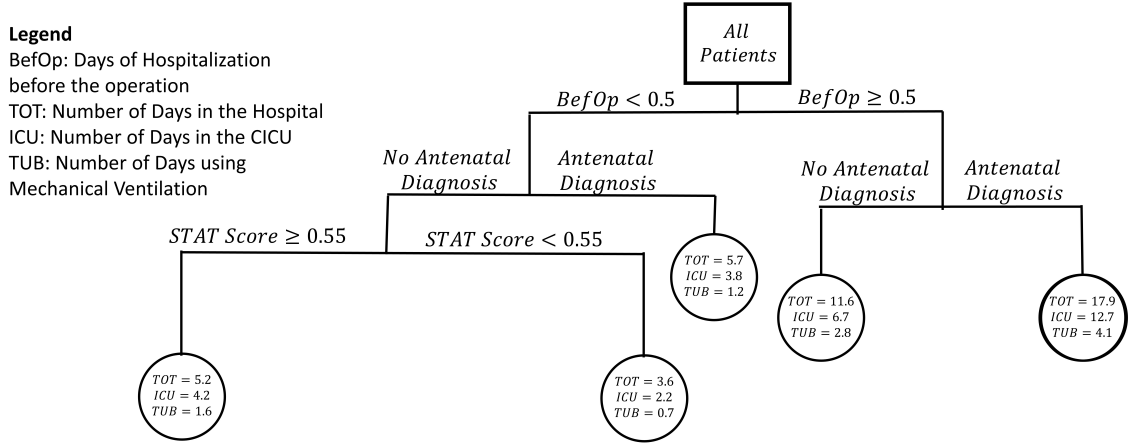 Legend
BefOp: Days of Hospitalization
before the operation
TOT: Number of Days in the Hospital
ICU: Number of Days in the CICU
TUB: Number of Days using
Mechanical Ventilation
All
Patients
BefOp < 0.5
BefOp ≥ 0.5
No Antenatal
Diagnosis
Antenatal
Diagnosis
No Antenatal
Diagnosis
Antenatal
Diagnosis
STAT Score ≥ 0.55
STAT Score < 0.55
TOT = 5.7
ICU = 3.8
TUB = 1.2
TOT = 11.6
ICU = 6.7
TUB = 2.8
TOT = 17.9
ICU = 12.7
TUB = 4.1
TOT = 5.2
ICU = 4.2
TUB = 1.6
TOT = 3.6
ICU = 2.2
TUB = 0.7